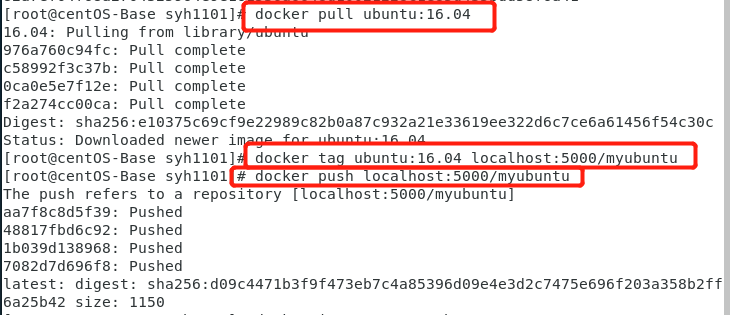 [root@centOS-Base syh1101]# docker pull ubuntu:16.04
16.04: Pulling from library/ubuntu
976a760c94fc: Pull complete
c58992f3c37b: Pull complete
0ca0e5e7f12e: Pull complete
f2a274cc00ca: Pull complete
Digest: sha256:e10375c69cf9e22989c82b0a87c932a21e33619ee322d6c7ce6a61456f54c30c
Status: Downloaded newer image for ubuntu:16.04
[root@centOS-Base syh1101]# docker tag ubuntu:16.04 localhost:5000/myubuntu
[root@centOS-Base syh1101]# docker push localhost:5000/myubuntu
The push refers to a repository [localhost:5000/myubuntu]
aa7f8c8d5f39: Pushed
48817fbd6c92: Pushed
1b039d138968: Pushed
7082d7d696f8: Pushed
latest: digest: sha256:d09c4471b3f9f473eb7c4a85396d09e4e3d2c7475e696f203a358b2ff
6a25b42 size: 1150